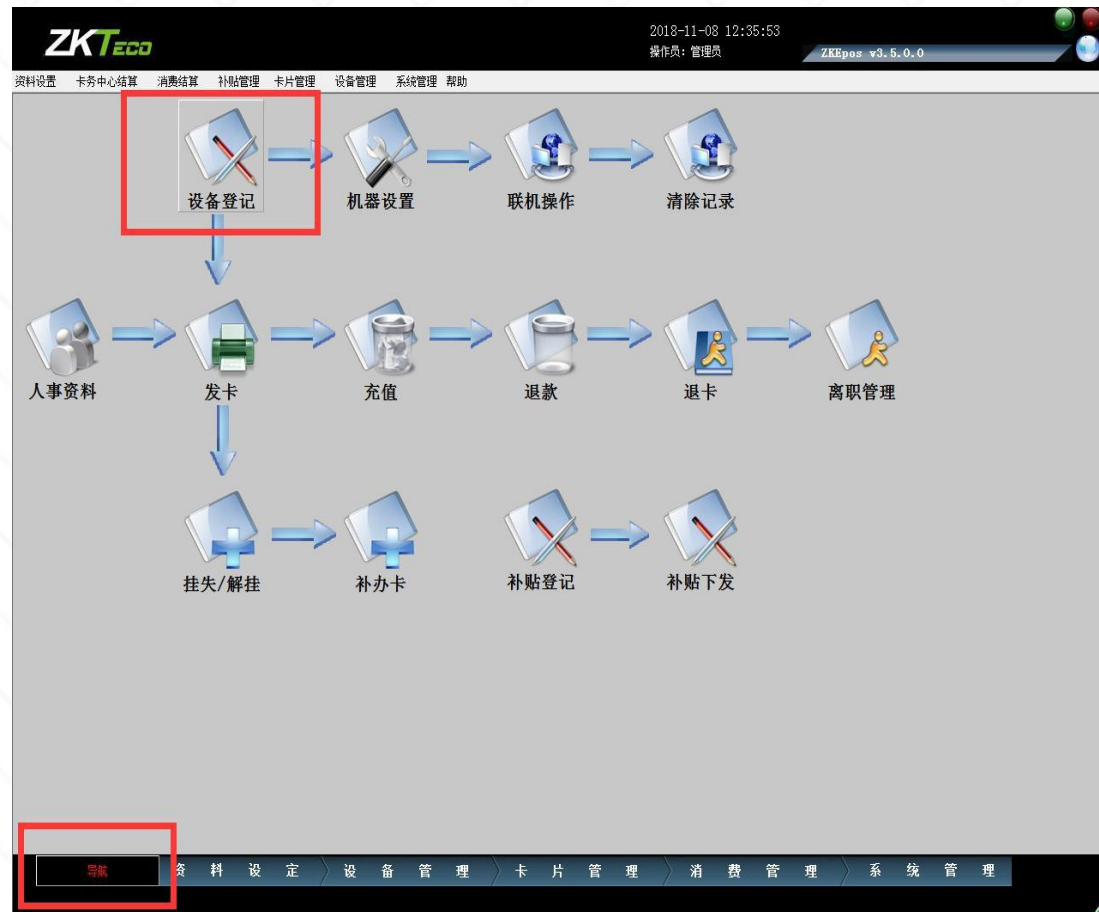 ZKTECO
2018-11-08 12:35:53
操作员: 管理员
ZKEpos v3.5.0.0
资料设置 卡务中心结算 消费结算 补贴管理 卡片管理 设备管理 系统管理 帮助
设备登记 机器设置 联机操作 清除记录
人事资料 发卡 充值 退款 退卡 离职管理
挂失/解挂 补办卡 补贴登记 补贴下发
导航 资料设定 设备管理 卡片管理 消费管理 系统管理